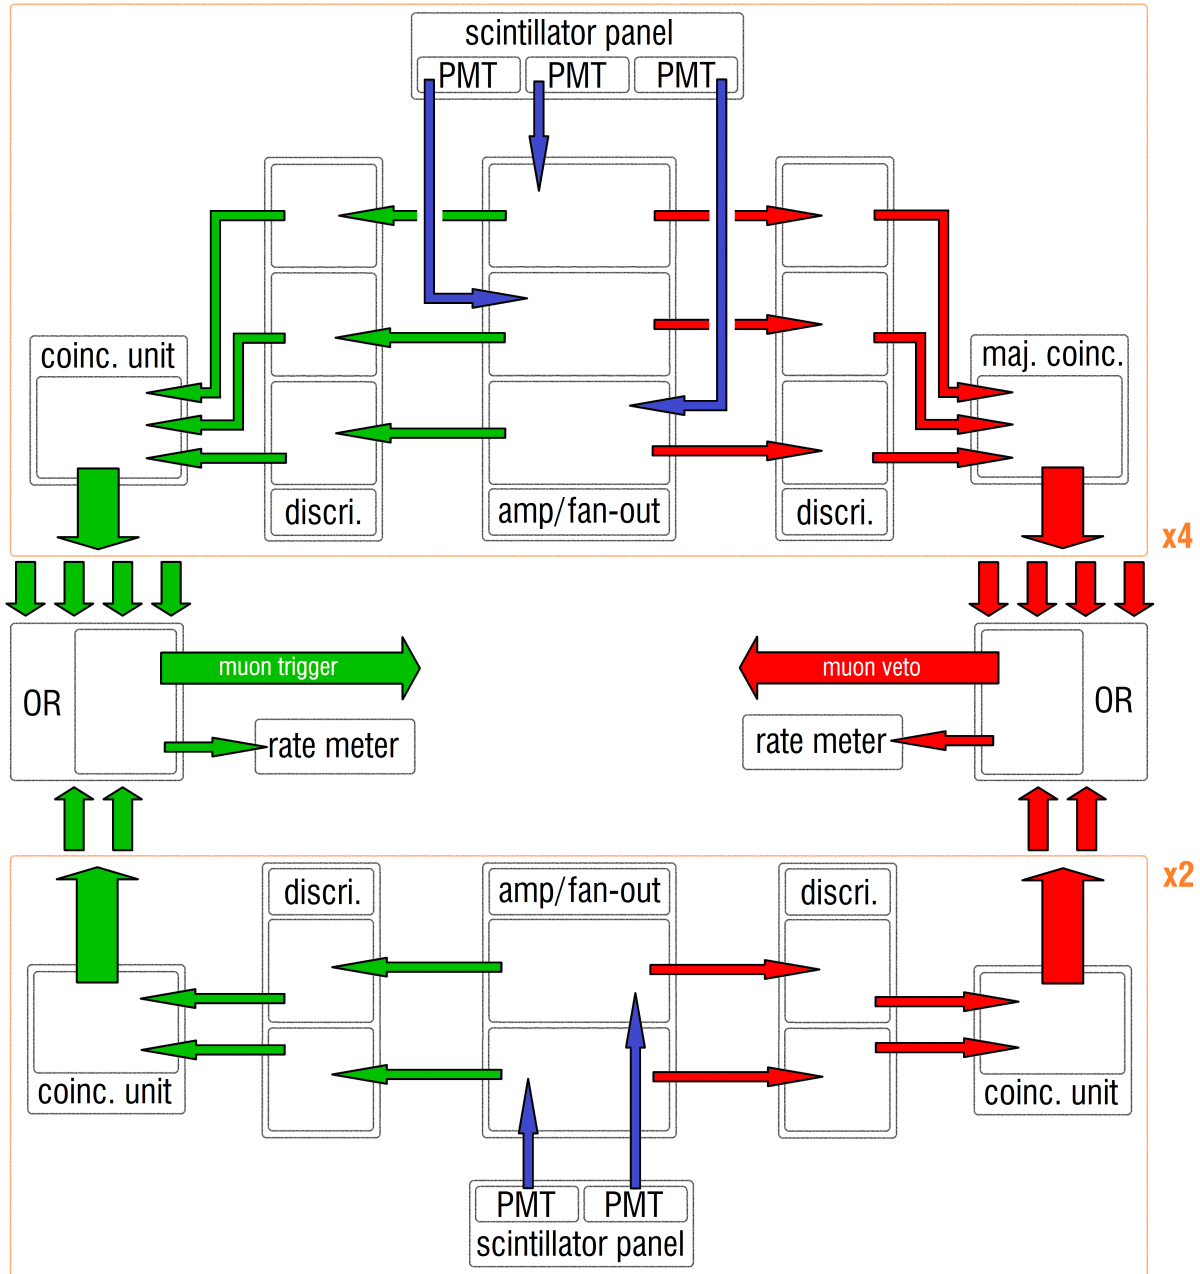 scintillator panel
PMT PMT PMT
coinc. unit
maj. coinc.
discri.
amp/fan-out
discri.
x4
muon trigger
muon veto
OR
OR
rate meter
rate meter
x2
discri.
amp/fan-out
discri.
coinc. unit
coinc. unit
PMT PMT
scintillator panel